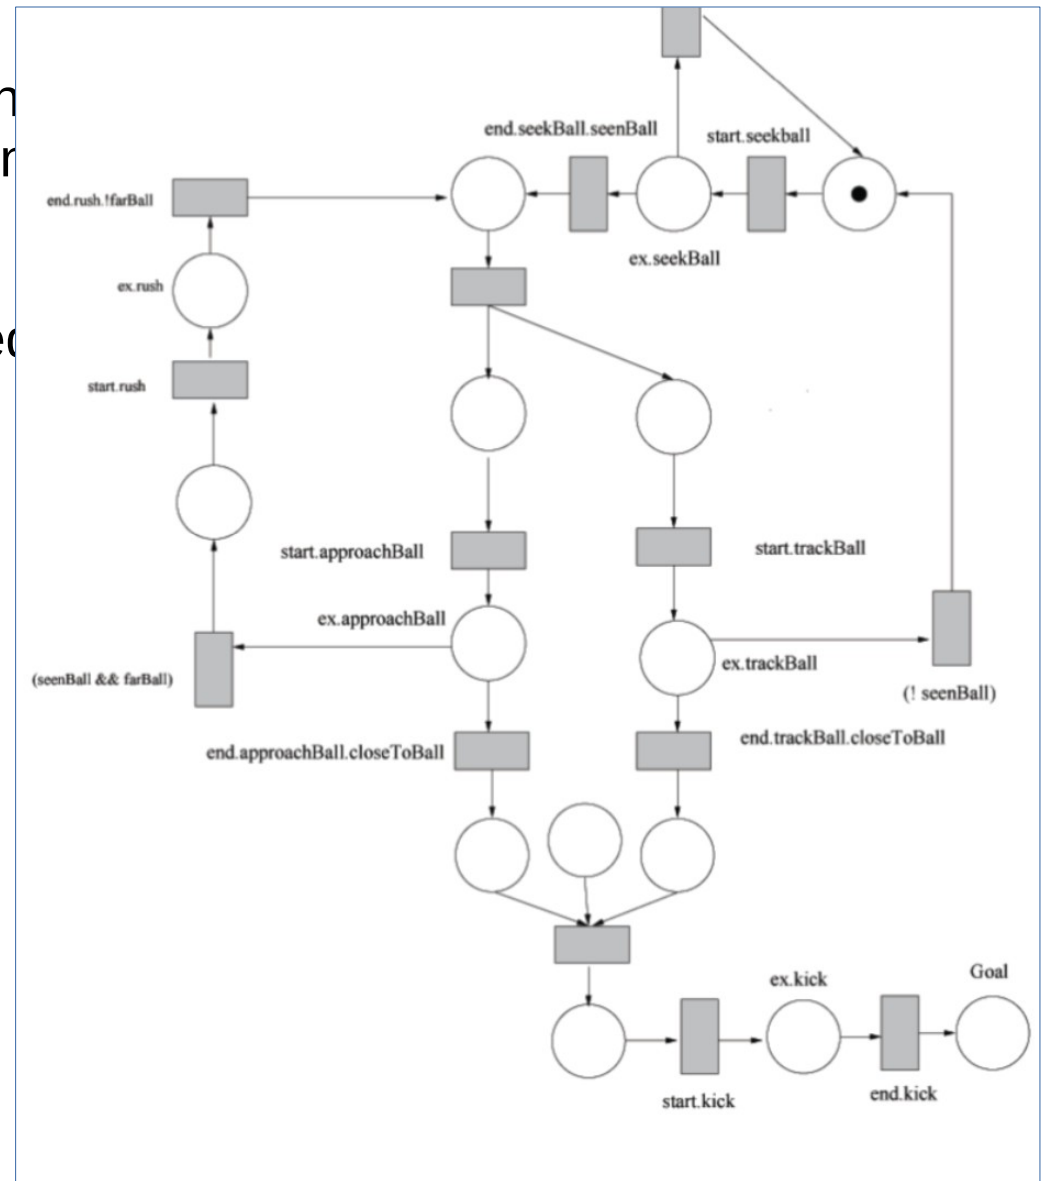 end.seekBall.seenBall
start.seekball
end.rush.!farBall
ex.seekBall
ex.rush
start.rush
start.approachBall
start.trackBall
ex.approachBall
ex.trackBall
(seenBall && farBall)
(! seenBall)
end.approachBall.closeToBall
end.trackBall.closeToBall
Goal
ex.kick
end.kick
start.kick